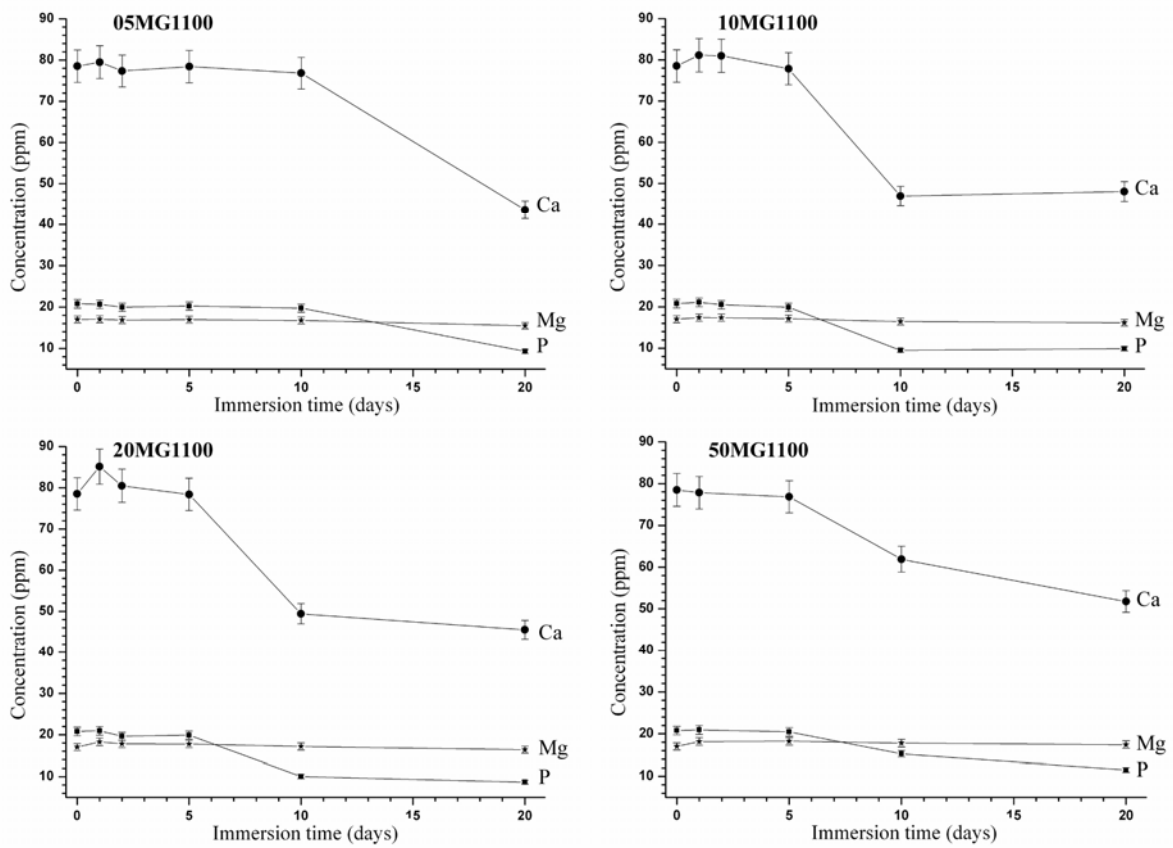 05MG1100
90
80
70
60
50
40
30
20
10
Concentration (ppm)
Ca
Mg
P
0 5 10 15 20
Immersion time (days)
10MG1100
90
80
70
60
50
40
30
20
10
Concentration (ppm)
Ca
Mg
P
0 5 10 15 20
Immersion time (days)
20MG1100
90
80
70
60
50
40
30
20
10
Concentration (ppm)
Ca
Mg
P
0 5 10 15 20
Immersion time (days)
50MG1100
90
80
70
60
50
40
30
20
10
Concentration (ppm)
Ca
Mg
P
0 5 10 15 20
Immersion time (days)